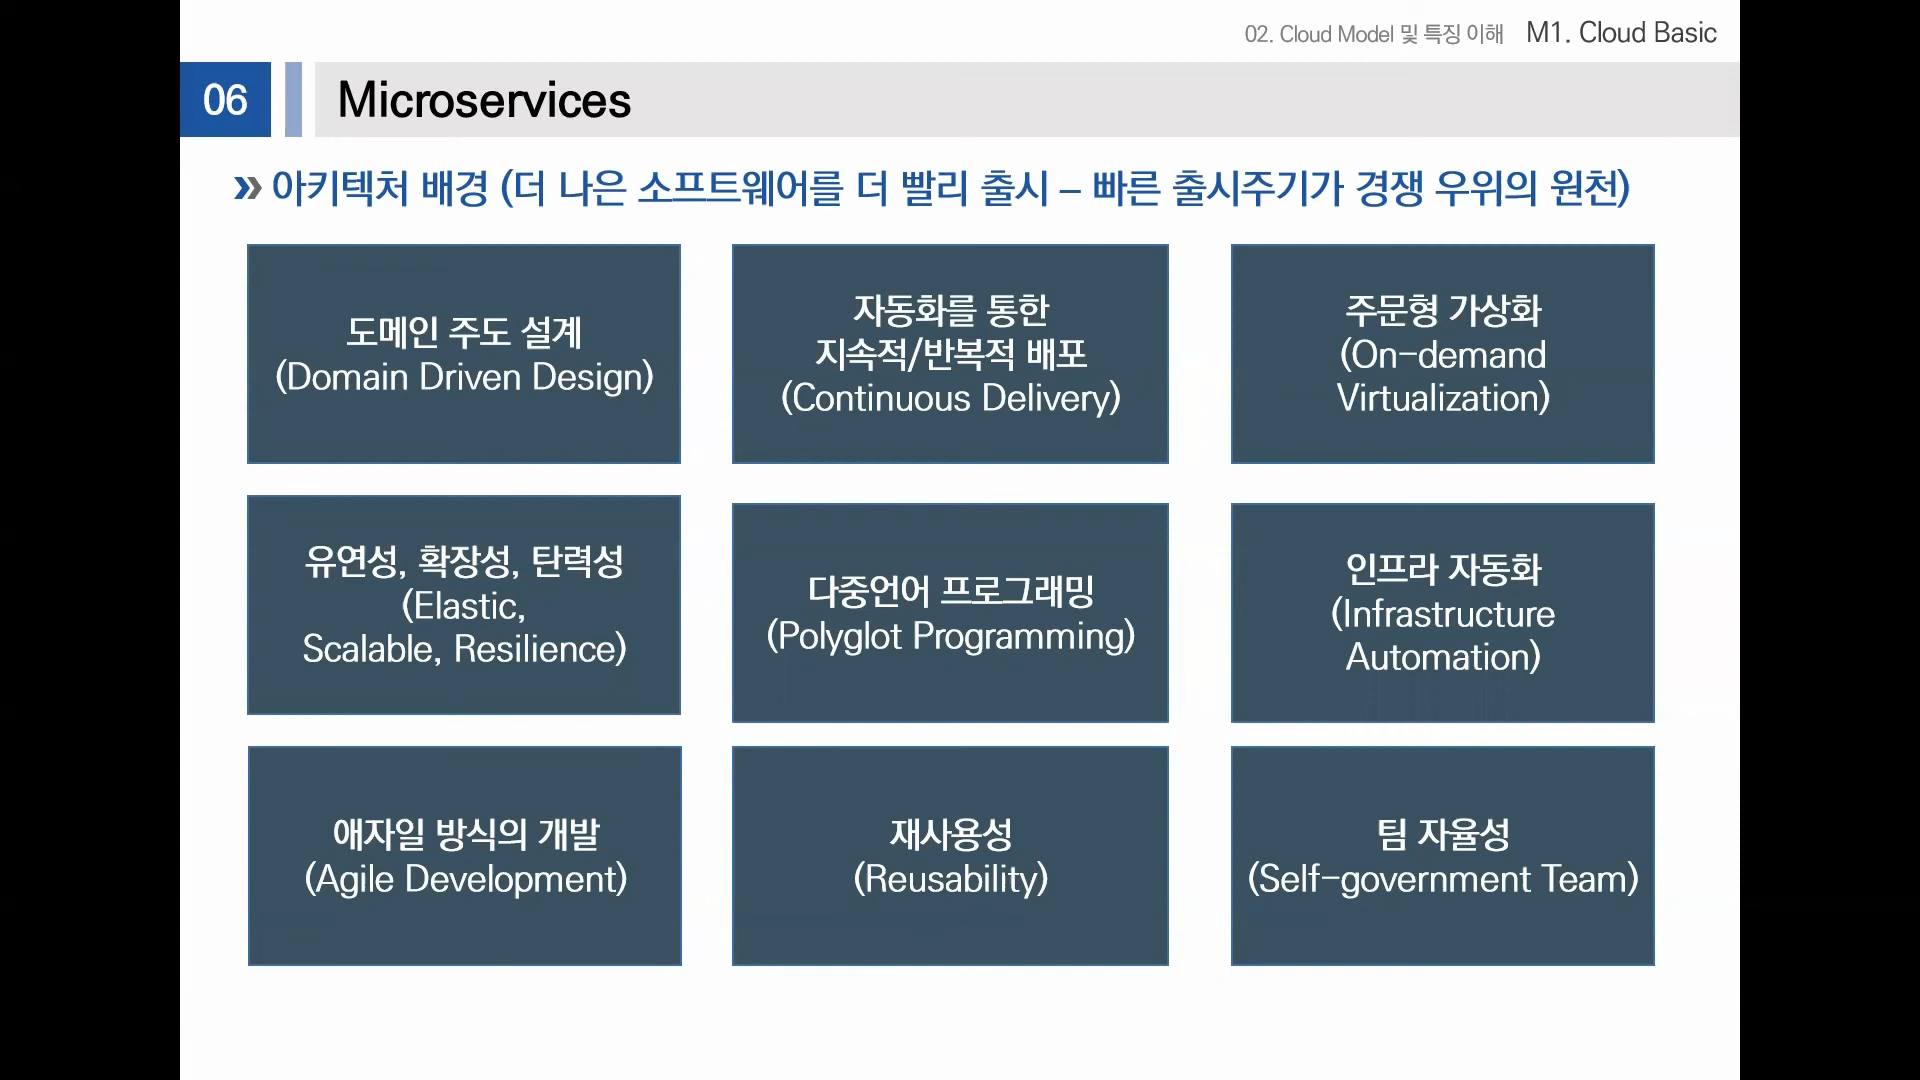 02. Cloud Model 및 특징 이해 M1. Cloud Basic
06 Microservices
» 아키텍처 배경 (더 나은 소프트웨어를 더 빨리 출시 – 빠른 출시주기가 경쟁 우위의 원천)
도메인 주도 설계
(Domain Driven Design)
자동화를 통한
지속적/반복적 배포
(Continuous Delivery)
주문형 가상화
(On-demand
Virtualization)
유연성, 확장성, 탄력성
(Elastic,
Scalable, Resilience)
다중언어 프로그래밍
(Polyglot Programming)
인프라 자동화
(Infrastructure
Automation)
애자일 방식의 개발
(Agile Development)
재사용성
(Reusability)
팀 자율성
(Self-government Team)